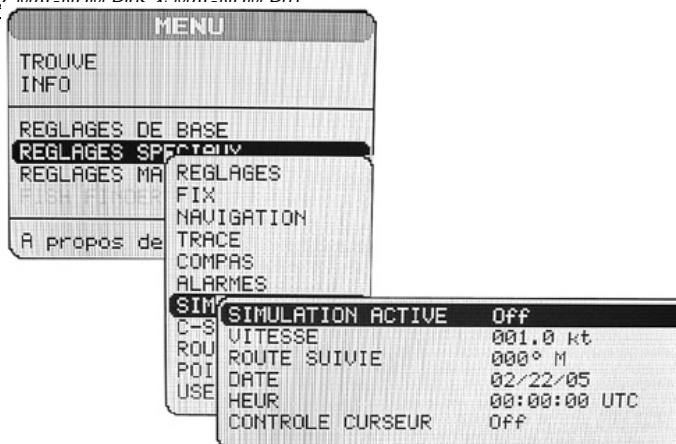 MENU
TROUVE
INFO
REGLAGES DE BASE
REGLAGES SPECIAUX
REGLAGES MA
FISH FINDER
A propos de
REGLAGES
FIX
NAVIGATION
TRACE
COMPAS
ALARMES
SIM
C-S
ROU
POI
USE
SIMULATION ACTIVE Off
VITESSE 001.0 kt
ROUTE SUIVIE 000° M
DATE 02/22/05
HEUR 00:00:00 UTC
CONTROLE CURSEUR Off